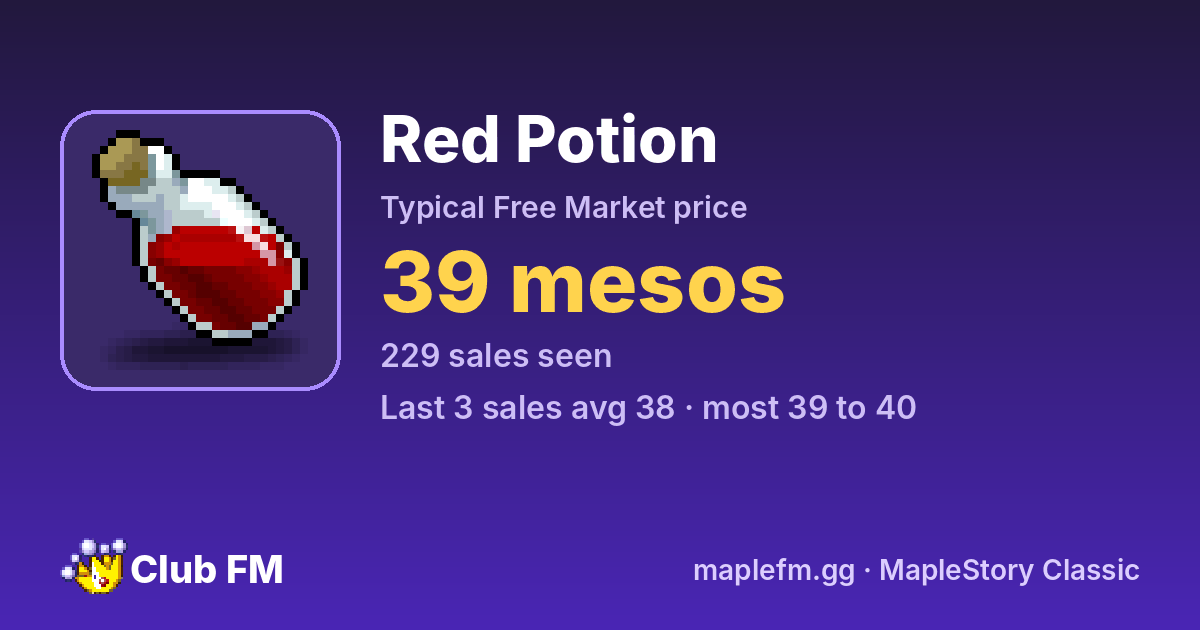 Red Potion
Typical Free Market price
39 mesos
229 sales seen
Last 3 sales avg 38 · most 39 to 40
Club FM
maplefm.gg · MapleStory Classic